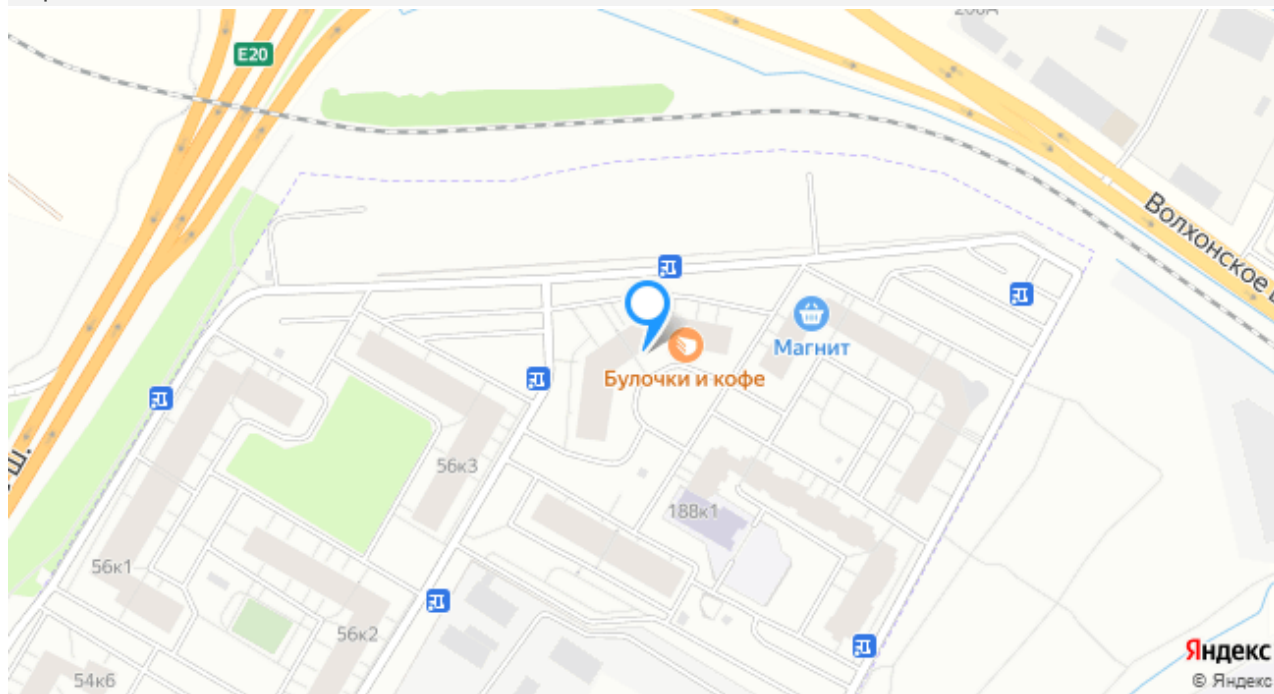 E20
Волхонское
Магнит
Булочки и кофе
56к3
188к1
Ш.
56к1
56к2
54к6
Яндекс
© Яндекс